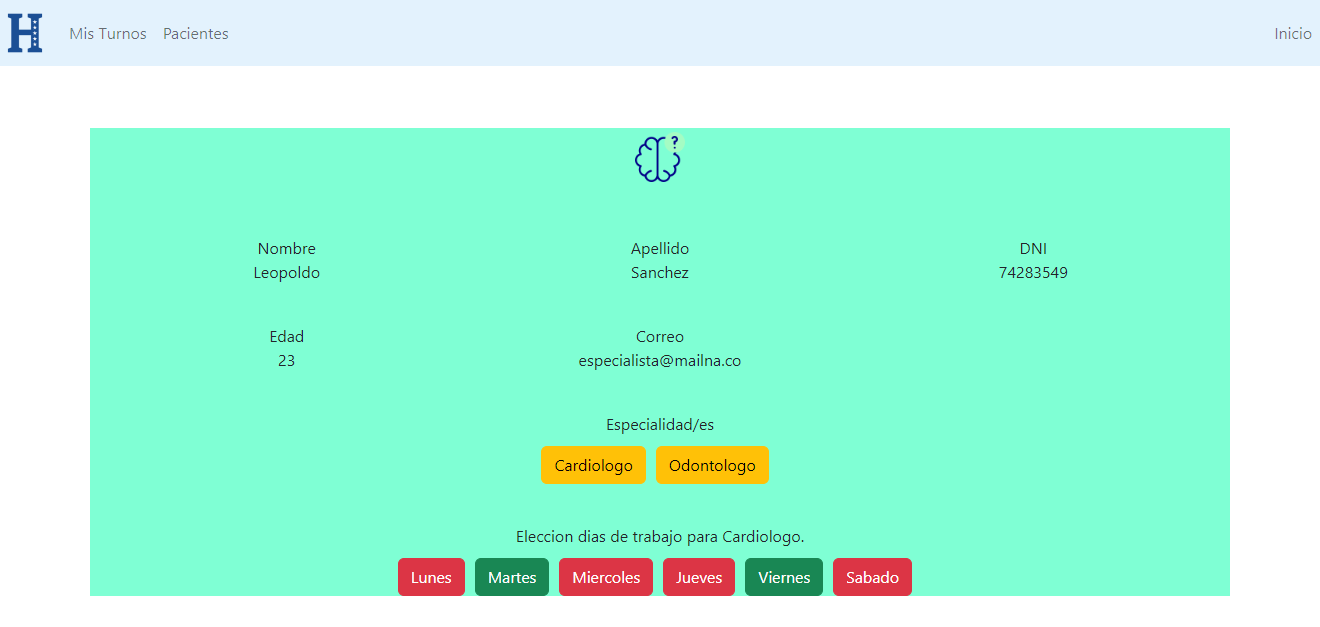 H Mis Turnos Pacientes Inicio
?
Nombre Apellido DNI
Leopoldo Sanchez 74283549
Edad Correo
23 especialista@mailna.co
Especialidad/es
Cardiologo Odontologo
Eleccion dias de trabajo para Cardiologo.
Lunes Martes Miercoles Jueves Viernes Sabado